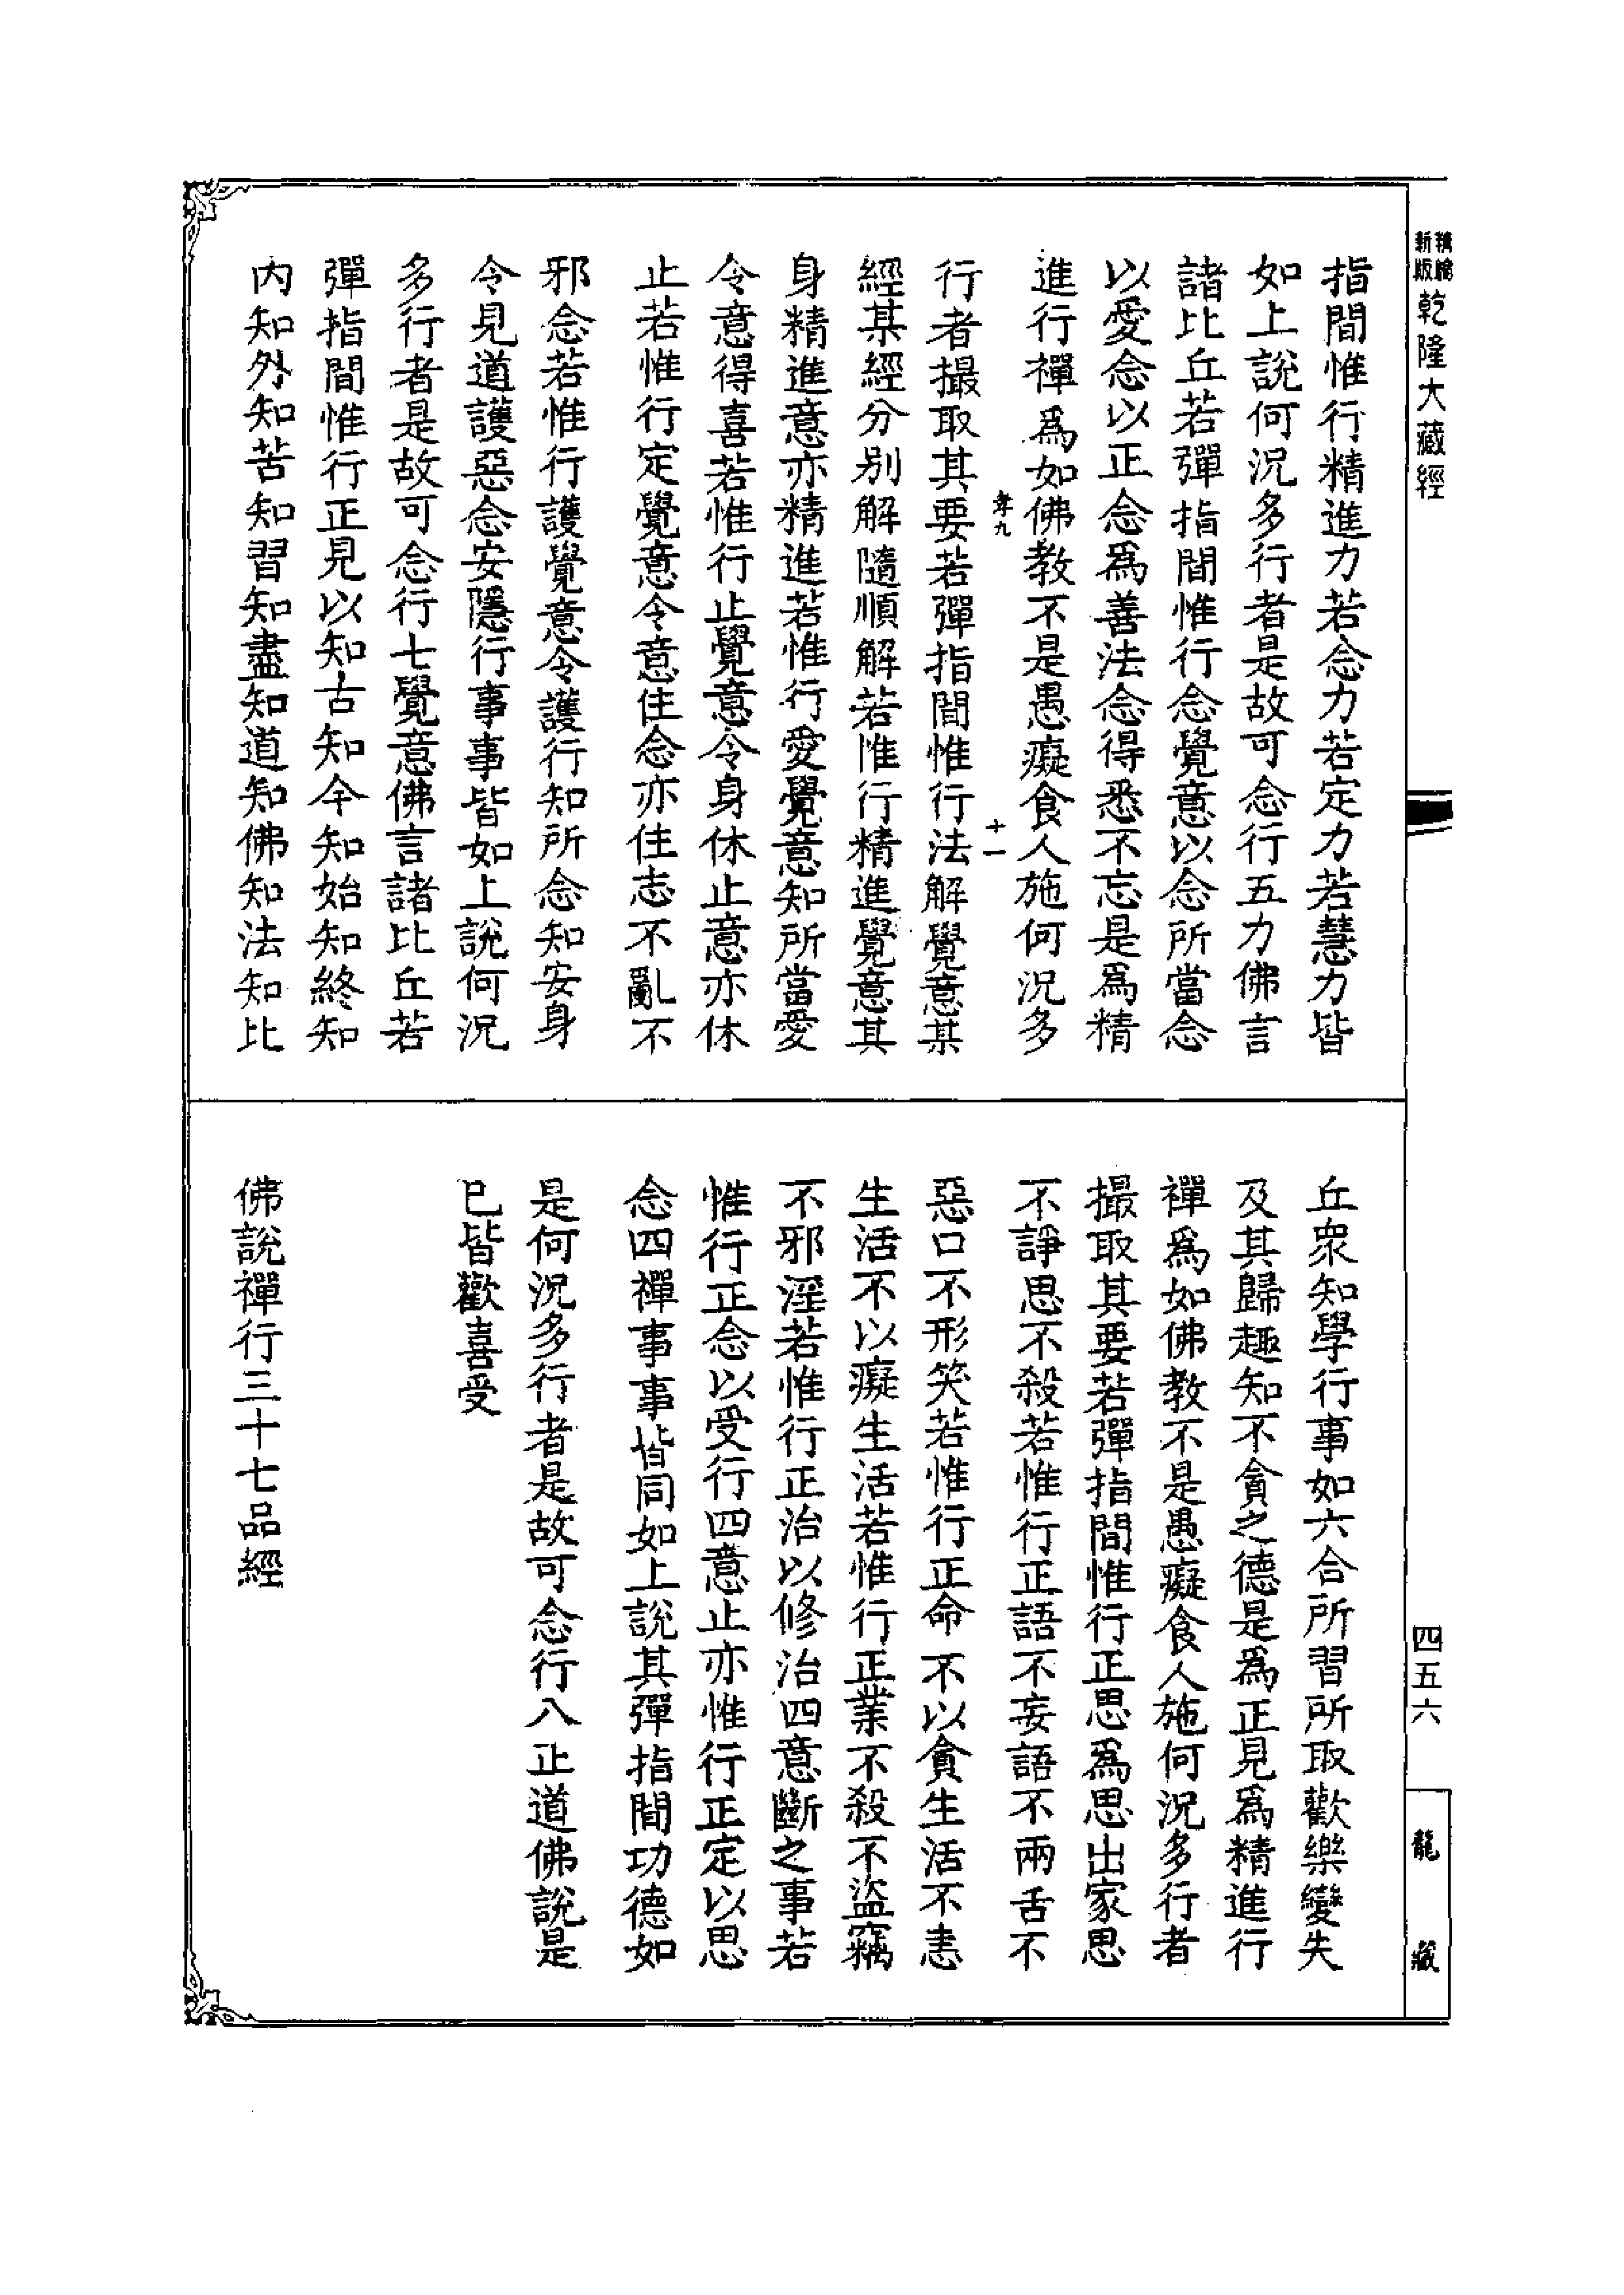 新版精縮乾隆大藏經
四五六
龍藏
指間惟行精進力若念力若定力若慧力皆
如上說何況多行者是故可念行五力佛言
諸比丘若彈指間惟行念覺意以念所當念
以愛念以正念為善法念得悉不忘是為精
進行禪為如佛教不是愚癡食人施何況多
孝九
十一
行者撮取其要若彈指間惟行法解覺意某
經某經分別解隨順解若惟行精進覺意其
身精進意亦精進若惟行愛覺意知所當愛
令意得喜若惟行止覺意令身休止意亦休
止若惟行定覺意令意住念亦住志不亂不
邪念若惟行護覺意令護行知所念知安身
令見道護惡念安隱行事事皆如上說何況
多行者是故可念行七覺意佛言諸比丘若
彈指間惟行正見以知古知今知始知終知
內知外知苦知習知盡知道知佛知法知比
丘眾知學行事如六合所習所取歡樂變失
及其歸趣知不貪之德是為正見為精進行
禪為如佛教不是愚癡食人施何況多行者
撮取其要若彈指間惟行正思為思出家思
不諍思不殺若惟行正語不妄語不兩舌不
惡口不形笑若惟行正命不以貪生活不恚
生活不以癡生活若惟行正業不殺不盜竊
不邪淫若惟行正治以修治四意斷之事若
惟行正念以受行四意止亦惟行正定以思
念四禪事事皆同如上說其彈指間功德如
是何況多行者是故可念行八正道佛說是
已皆歡喜受
佛說禪行三十七品經